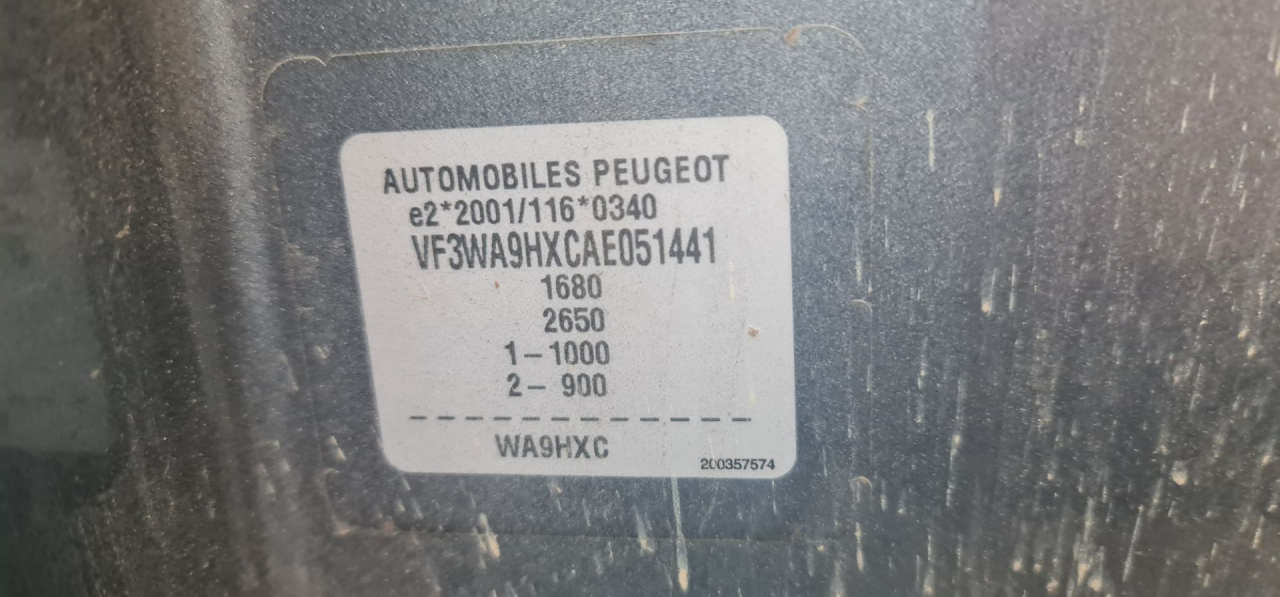 AUTOMOBILES PEUGEOT
e2*2001/116*0340
VF3WA9HXCAE051441
1680
2650
1- 1000
2- 900
WA9HXC
200357574